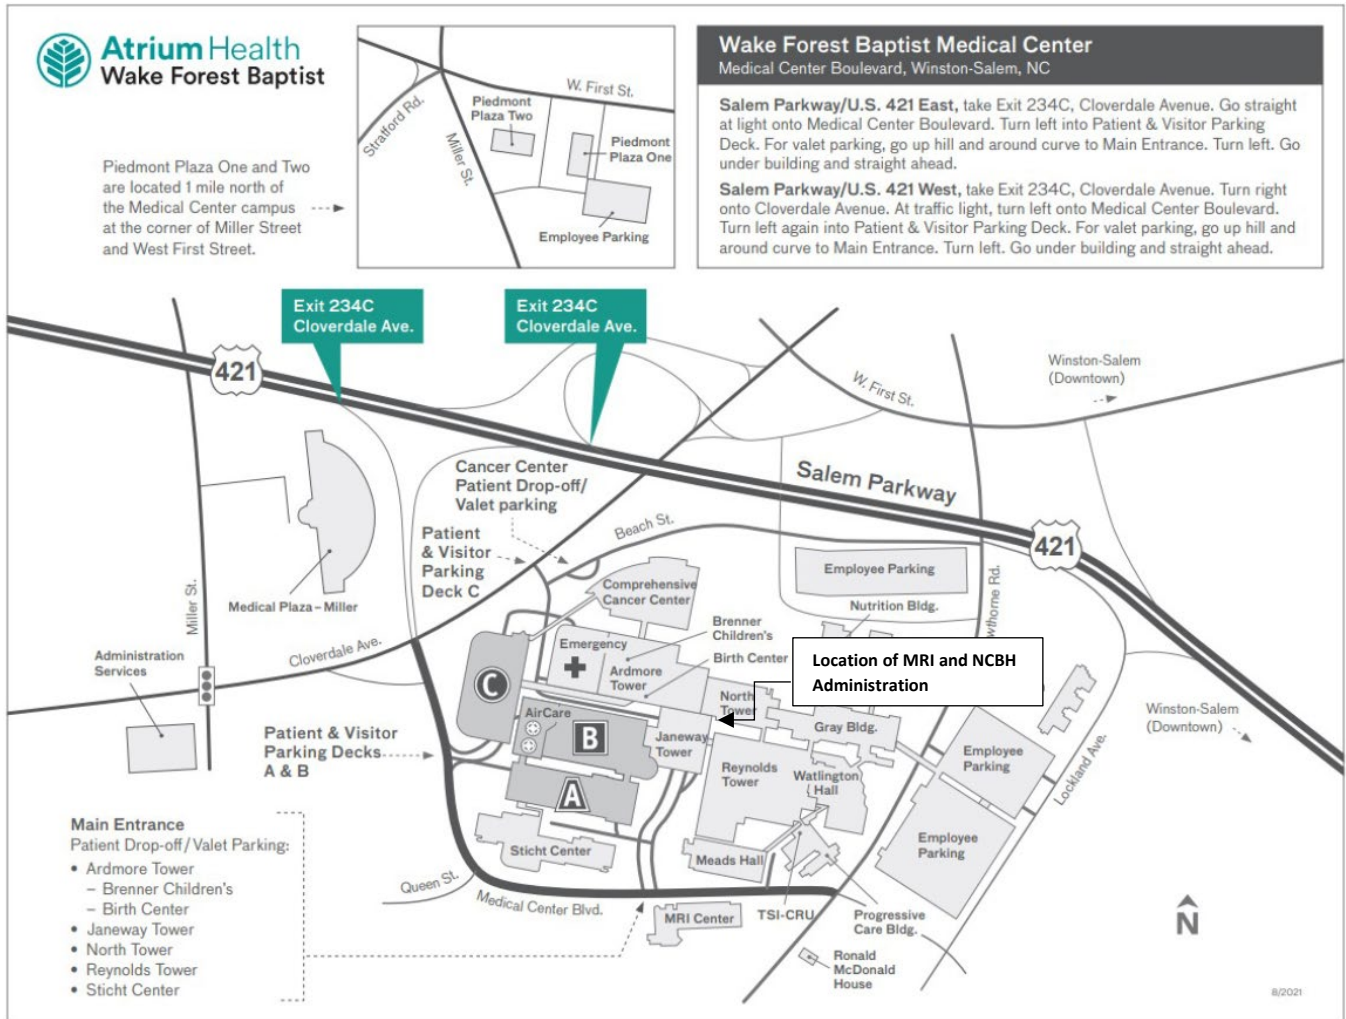 Atrium Health
Wake Forest Baptist
Piedmont Plaza One and Two
are located 1 mile north of
the Medical Center campus
at the corner of Miller Street
and West First Street.
W. First St.
Stratford Rd.
Miller St.
Piedmont
Plaza Two
Piedmont
Plaza One
Employee Parking
Wake Forest Baptist Medical Center
Medical Center Boulevard, Winston-Salem, NC
Salem Parkway/U.S. 421 East, take Exit 234C, Cloverdale Avenue. Go straight
at light onto Medical Center Boulevard. Turn left into Patient & Visitor Parking
Deck. For valet parking, go up hill and around curve to Main Entrance. Turn left. Go
under building and straight ahead.
Salem Parkway/U.S. 421 West, take Exit 234C, Cloverdale Avenue. Turn right
onto Cloverdale Avenue. At traffic light, turn left onto Medical Center Boulevard.
Turn left again into Patient & Visitor Parking Deck. For valet parking, go up hill and
around curve to Main Entrance. Turn left. Go under building and straight ahead.
Exit 234C
Cloverdale Ave.
Exit 234C
Cloverdale Ave.
421
W. First St.
Winston-Salem
(Downtown)
Salem Parkway
421
Cancer Center
Patient Drop-off/
Valet parking
Beach St.
Patient
& Visitor
Parking
Deck C
Medical Plaza – Miller
Miller St.
Cloverdale Ave.
Administration
Services
Comprehensive
Cancer Center
Employee Parking
Nutrition Bldg.
wthorne Rd.
Brenner
Children's
Birth Center
Emergency
Ardmore
Tower
Location of MRI and NCBH
Administration
C
AirCare
B
A
North
Tower
Janeway
Tower
Gray Bldg.
Reynolds
Tower
Watlington
Hall
Employee
Parking
Employee
Parking
Lockland Ave.
Winston-Salem
(Downtown)
Patient & Visitor
Parking Decks
A & B
Sticht Center
Meads Hall
Queen St.
Medical Center Blvd.
MRI Center
TSI-CRU
Progressive
Care Bldg.
Ronald
McDonald
House
Main Entrance
Patient Drop-off/Valet Parking:
• Ardmore Tower
– Brenner Children's
– Birth Center
• Janeway Tower
• North Tower
• Reynolds Tower
• Sticht Center
N
8/2021